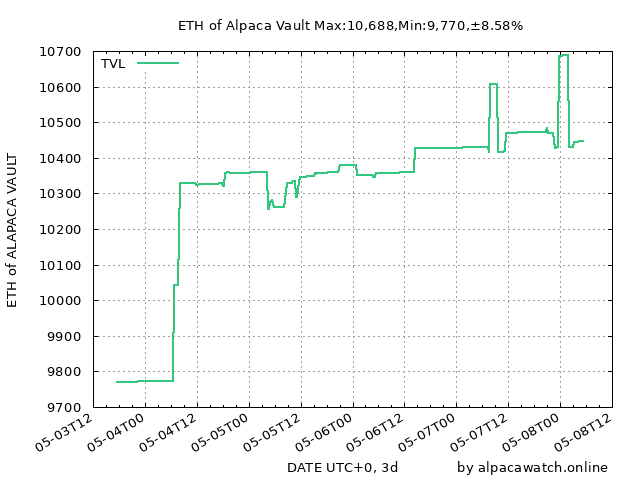 ETH of Alpaca Vault Max:10,688,Min:9,770,±8.58%
TVL
10700
10600
10500
10400
10300
10200
10100
10000
9900
9800
9700
ETH of ALAPACA VAULT
05-03T12
05-04T00
05-04T12
05-05T00
05-05T12
05-06T00
05-06T12
05-07T00
05-07T12
05-08T00
05-08T12
DATE UTC+0, 3d
by alpacawatch.online